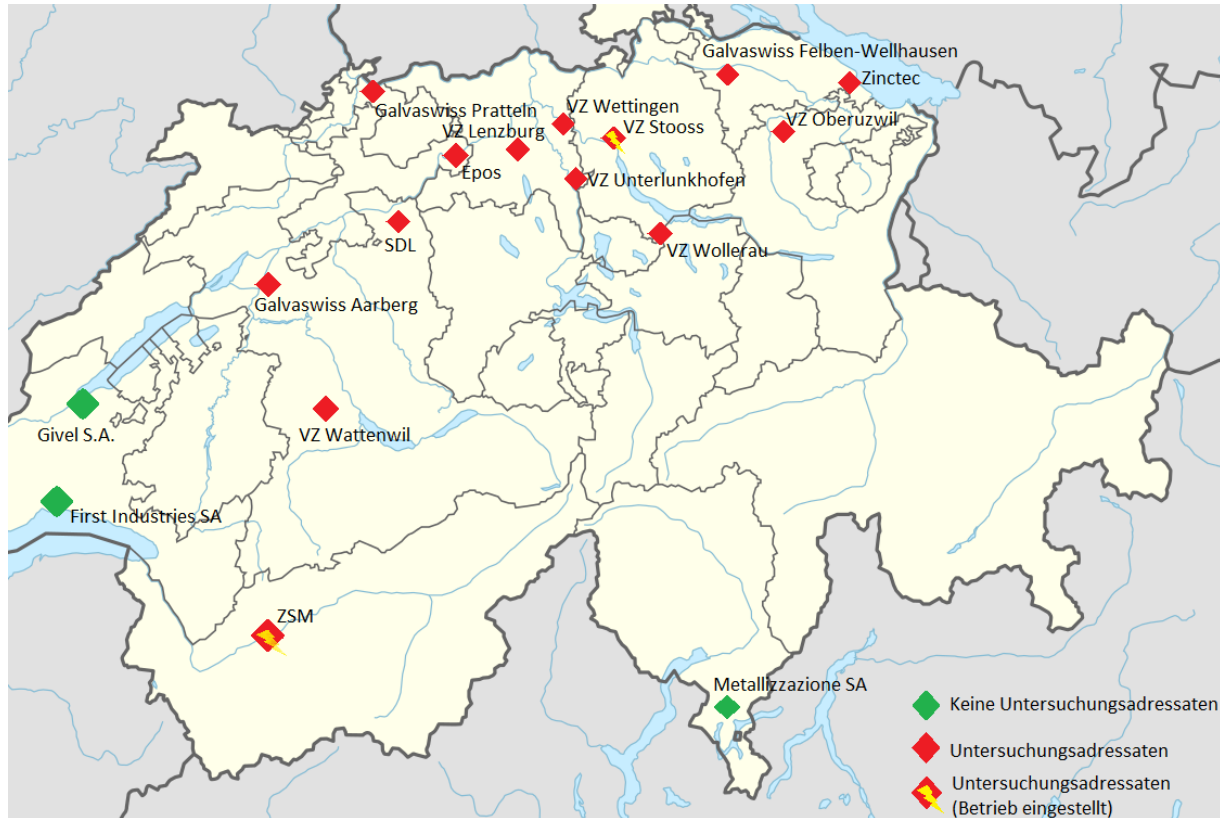 Galvaswiss Felben-Wellhausen
Zinctec
Galvaswiss Pratteln
VZ Wettingen
VZ Lenzburg
VZ Stooss
VZ Oberuzwil
Epos
VZ Unterlunkhofen
SDL
VZ Wollerau
Galvaswiss Aarberg
Givel S.A.
VZ Wattenwil
First Industries SA
ZSM
Metallizzazione SA
Keine Untersuchungsadressaten
Untersuchungsadressaten
Untersuchungsadressaten
(Betrieb eingestellt)